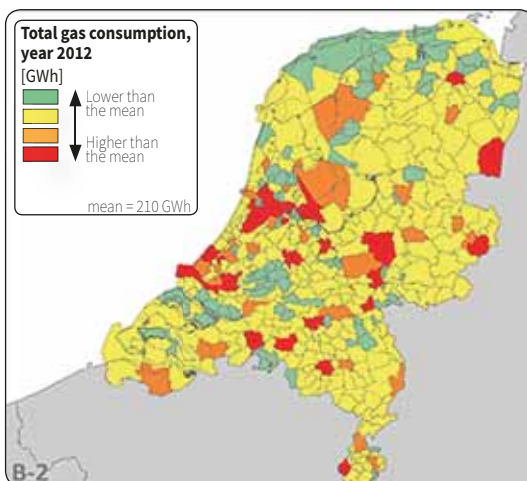 Total gas consumption,
year 2012
[GWh]
Lower than
the mean
Higher than
the mean
mean = 210 GWh
B-2